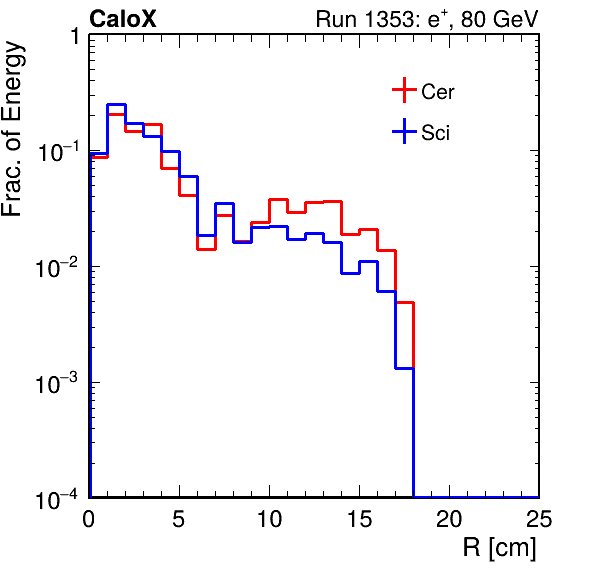 CaloX Run 1353: e⁺, 80 GeV
Frac. of Energy
1
10⁻¹
10⁻²
10⁻³
10⁻⁴
Cer
Sci
0 5 10 15 20 25
R [cm]